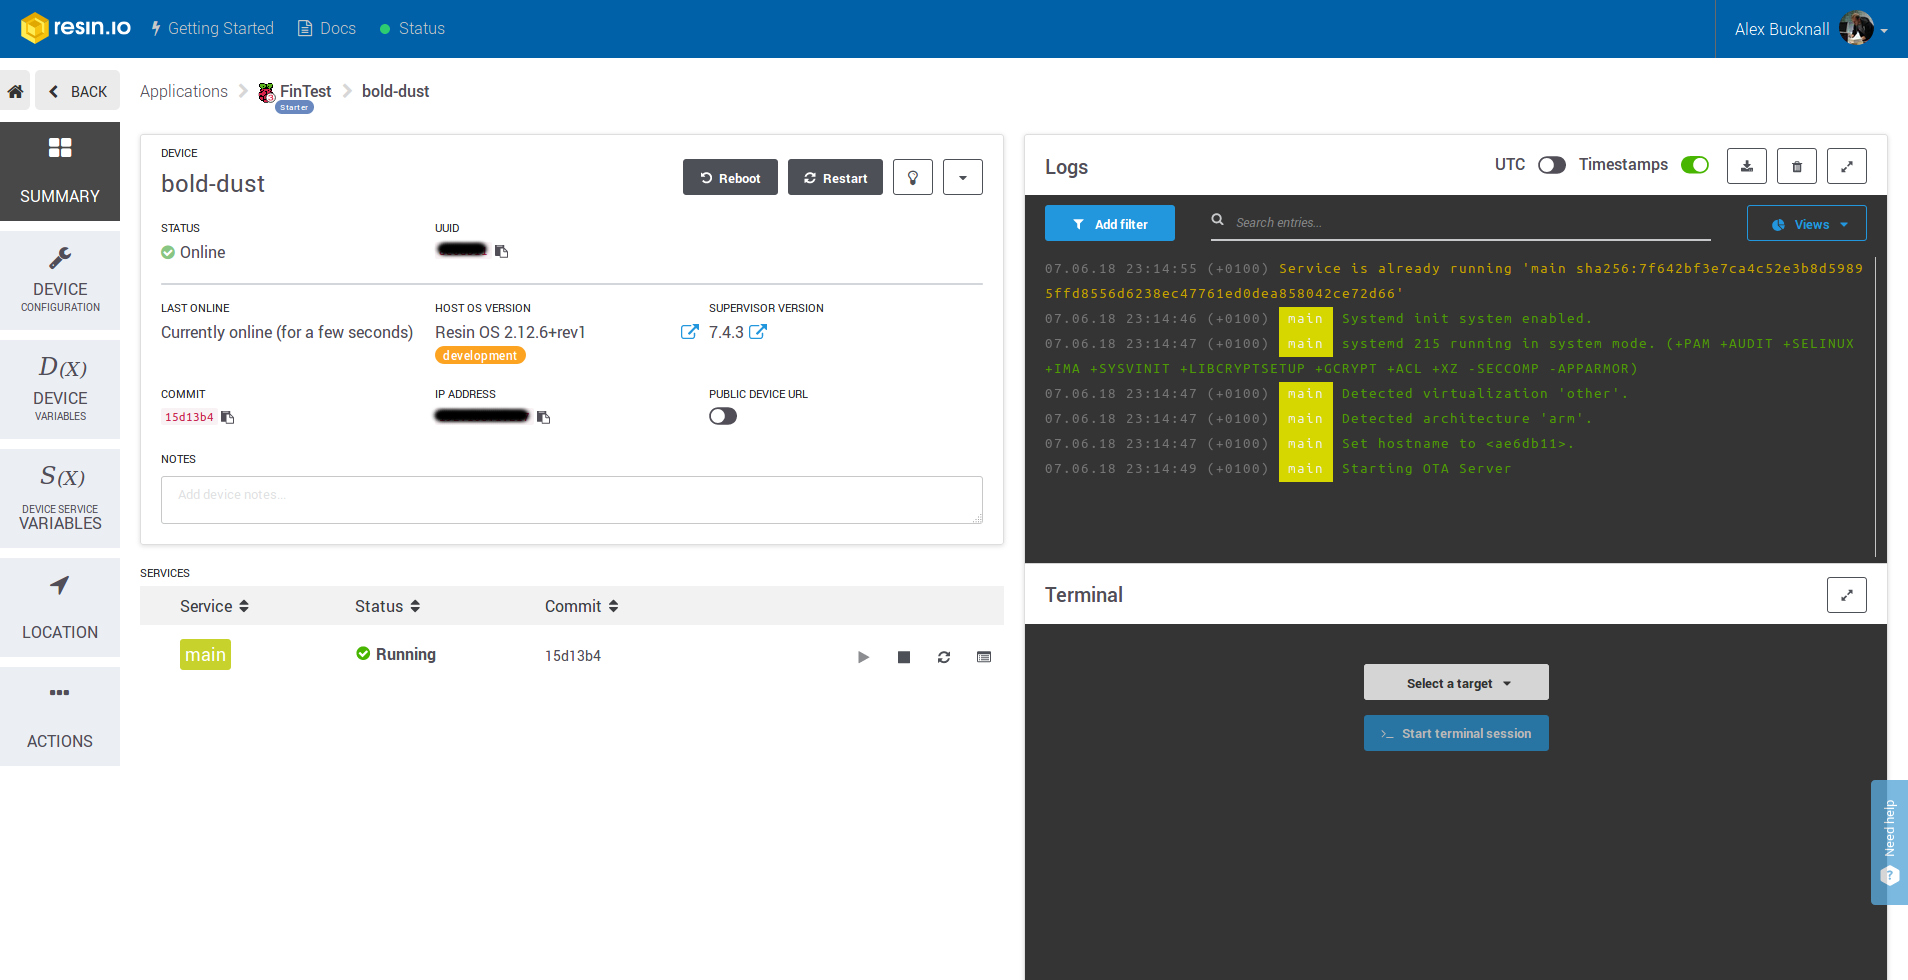 resin.io Getting Started Docs Status Alex Bucknall
BACK Applications FinTest bold-dust
Starter
SUMMARY
DEVICE
CONFIGURATION
D(X)
DEVICE
VARIABLES
S(X)
DEVICE SERVICE
VARIABLES
LOCATION
ACTIONS
DEVICE
bold-dust
Reboot Restart
STATUS UUID
Online
LAST ONLINE HOST OS VERSION SUPERVISOR VERSION
Currently online (for a few seconds) Resin OS 2.12.6+rev1 7.4.3
development
COMMIT IP ADDRESS PUBLIC DEVICE URL
15d13b4
NOTES
Add device notes...
SERVICES
Service Status Commit
main Running 15d13b4
Logs UTC Timestamps
Add filter Search entries... Views
07.06.18 23:14:55 (+0100) Service is already running 'main sha256:7f642bf3e7ca4c52e3b8d5989
5ffd8556d6238ec47761ed0dea858042ce72d66'
07.06.18 23:14:46 (+0100) main Systemd init system enabled.
07.06.18 23:14:47 (+0100) main systemd 215 running in system mode. (+PAM +AUDIT +SELINUX
+IMA +SYSVINIT +LIBCRYPTSETUP +GCRYPT +ACL +XZ -SECCOMP -APPARMOR)
07.06.18 23:14:47 (+0100) main Detected virtualization 'other'.
07.06.18 23:14:47 (+0100) main Detected architecture 'arm'.
07.06.18 23:14:47 (+0100) main Set hostname to <ae6db11>.
07.06.18 23:14:49 (+0100) main Starting OTA Server
Terminal
Select a target
>_ Start terminal session
Need help
?